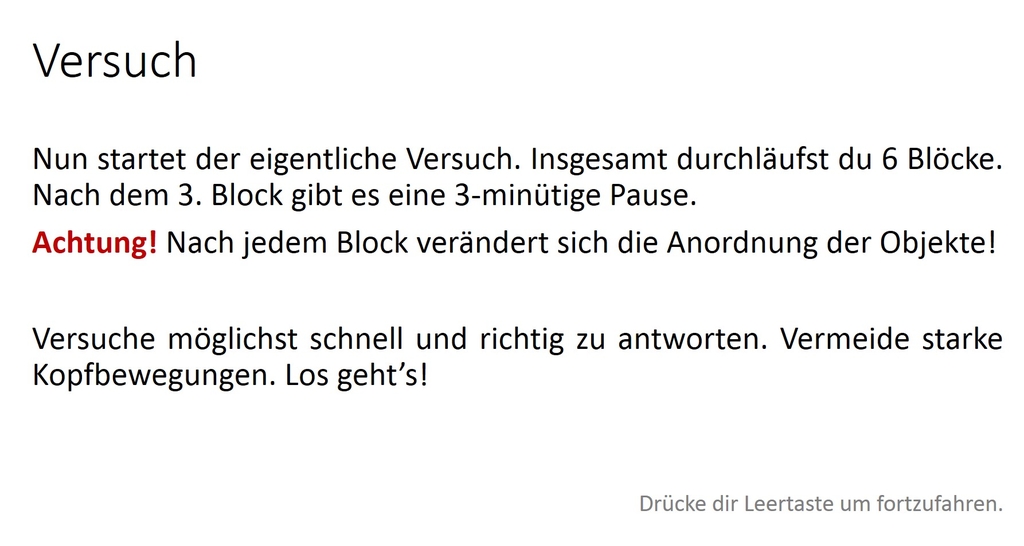 Versuch
Nun startet der eigentliche Versuch. Insgesamt durchläufst du 6 Blöcke.
Nach dem 3. Block gibt es eine 3-minütige Pause.
Achtung! Nach jedem Block verändert sich die Anordnung der Objekte!
Versuche möglichst schnell und richtig zu antworten. Vermeide starke
Kopfbewegungen. Los geht’s!
Drücke dir Leertaste um fortzufahren.